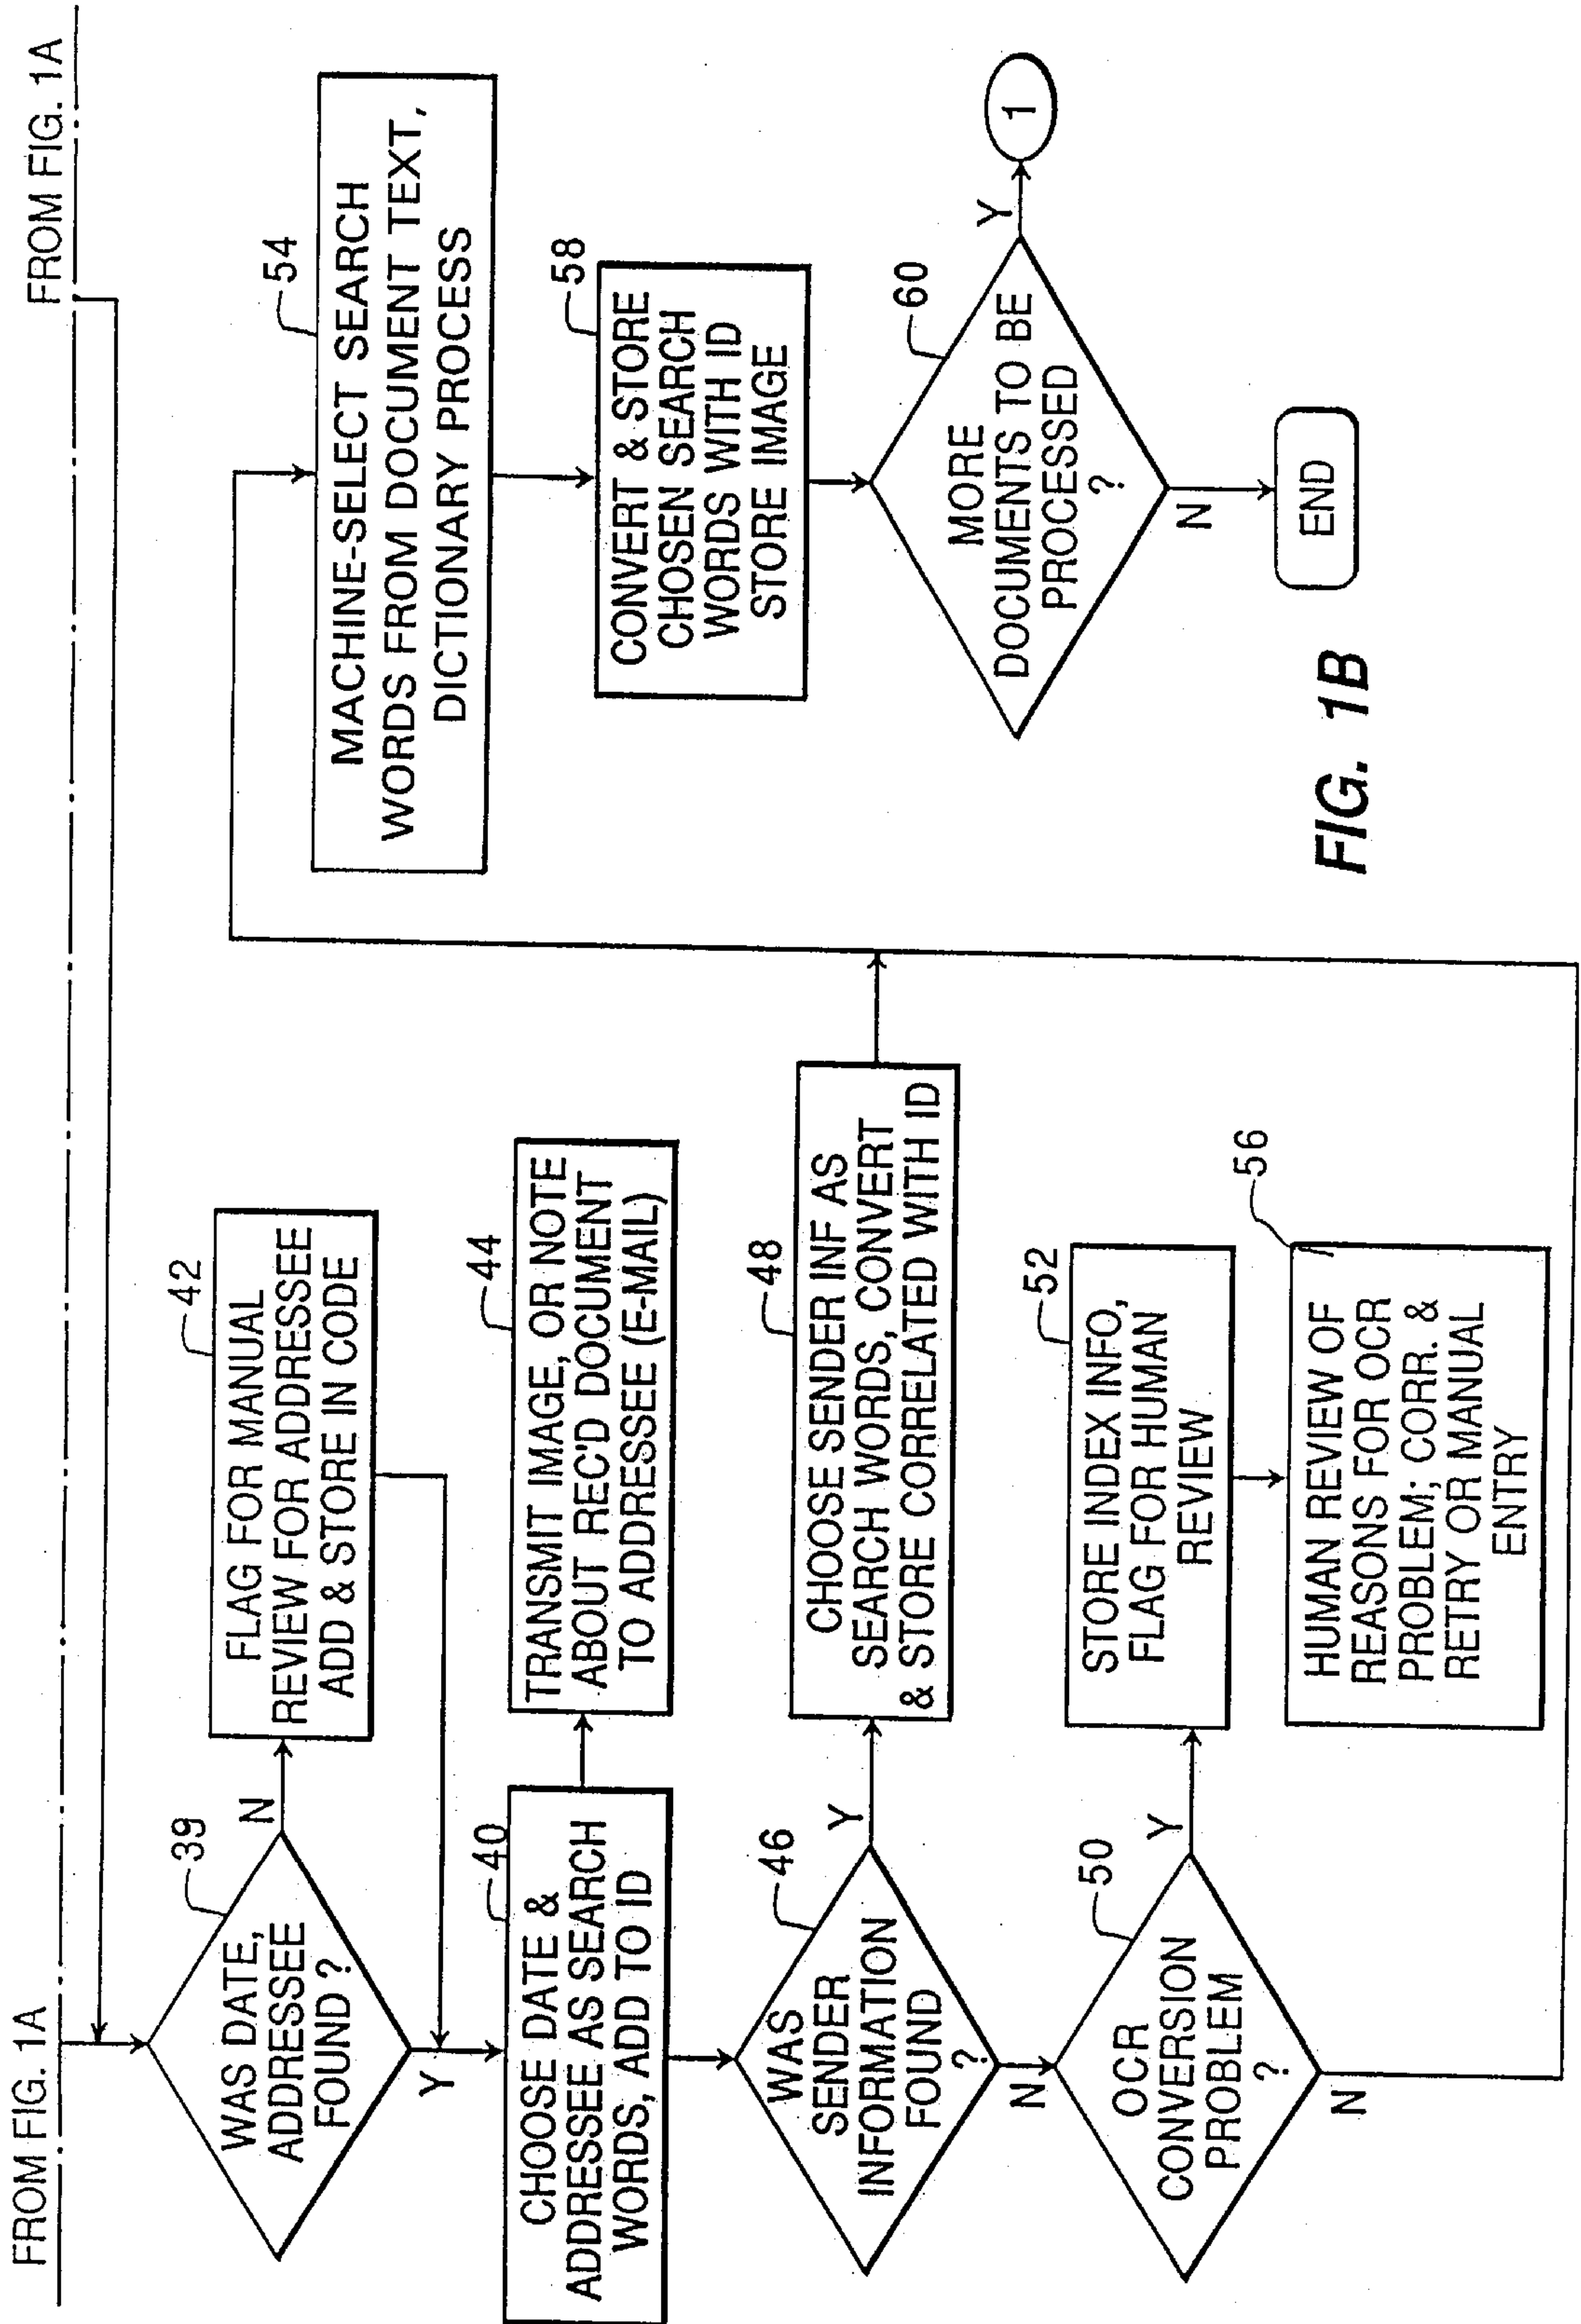 FROM FIG. 1A
FROM FIG. 1A
39
WAS DATE,
ADDRESSEE
FOUND ?
N
Y
42
FLAG FOR MANUAL
REVIEW FOR ADDRESSEE
ADD & STORE IN CODE
40
CHOOSE DATE &
ADDRESSEE AS SEARCH
WORDS, ADD TO ID
44
TRANSMIT IMAGE, OR NOTE
ABOUT REC'D DOCUMENT
TO ADDRESSEE (E-MAIL)
46
WAS
SENDER
INFORMATION
FOUND
?
Y
N
48
CHOOSE SENDER INF AS
SEARCH WORDS, CONVERT
& STORE CORRELATED WITH ID
50
OCR
CONVERSION
PROBLEM
?
Y
N
52
STORE INDEX INFO,
FLAG FOR HUMAN
REVIEW
56
HUMAN REVIEW OF
REASONS FOR OCR
PROBLEM; CORR. &
RETRY OR MANUAL
ENTRY
54
MACHINE-SELECT SEARCH
WORDS FROM DOCUMENT TEXT,
DICTIONARY PROCESS
58
CONVERT & STORE
CHOSEN SEARCH
WORDS WITH ID
STORE IMAGE
60
MORE
DOCUMENTS TO BE
PROCESSED
?
Y
1
N
END
FIG. 1B